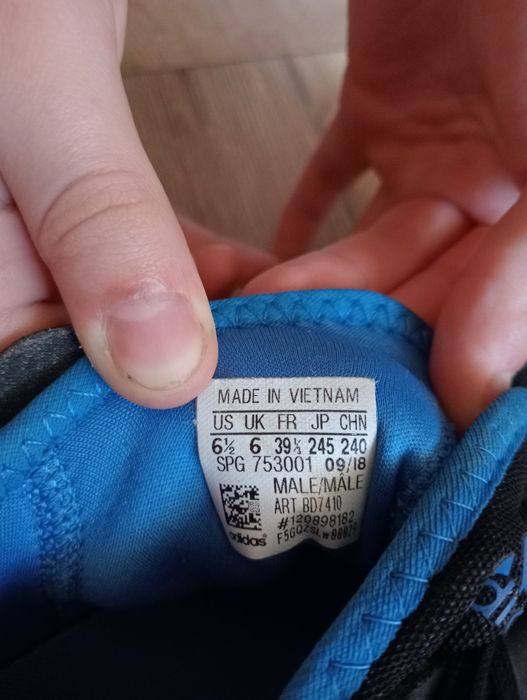 MADE IN VIETNAM
US UK FR JP CHN
6½ 6 39⅓ 245 240
SPG 753001 09/18
MALE/MÂLE
ART BD7410
#120898182
adidas